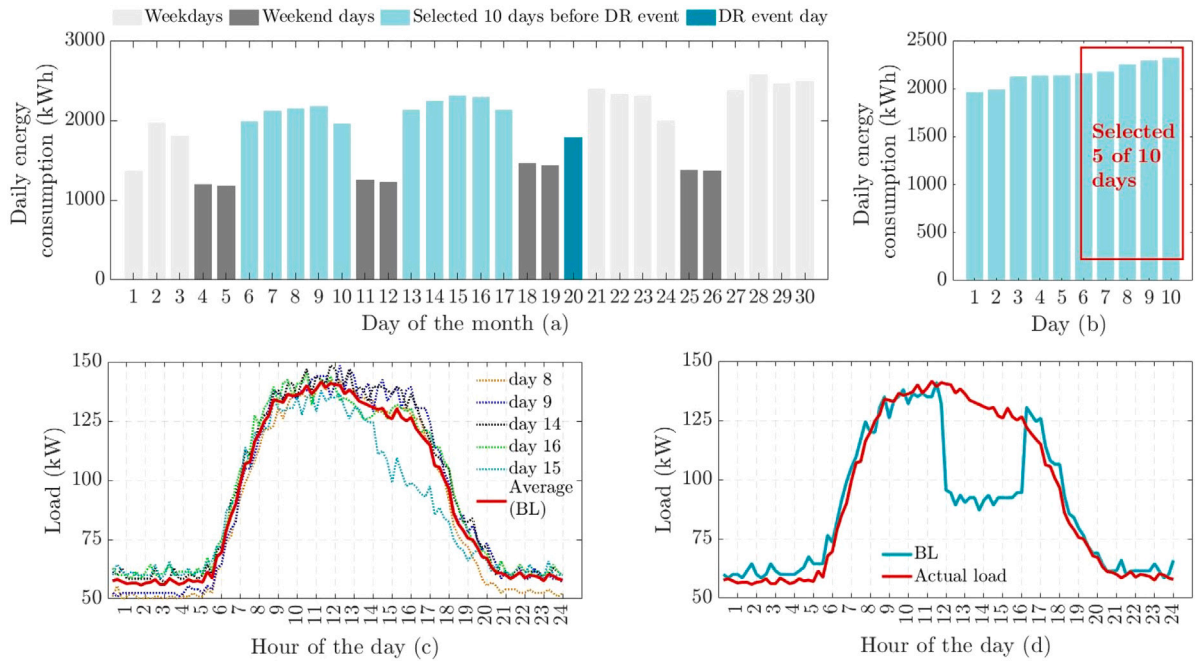 Weekdays Weekend days Selected 10 days before DR event DR event day
3000
2000
1000
0
Daily energy
consumption (kWh)
1 2 3 4 5 6 7 8 9 10 11 12 13 14 15 16 17 18 19 20 21 22 23 24 25 26 27 28 29 30
Day of the month (a)
2500
2000
1500
1000
500
0
Daily energy
consumption (kWh)
Selected
5 of 10
days
1 2 3 4 5 6 7 8 9 10
Day (b)
150
125
100
75
50
Load (kW)
day 8
day 9
day 14
day 16
day 15
Average
(BL)
1 2 3 4 5 6 7 8 9 10 11 12 13 14 15 16 17 18 19 20 21 22 23 24
Hour of the day (c)
150
125
100
75
50
Load (kW)
BL
Actual load
1 2 3 4 5 6 7 8 9 10 11 12 13 14 15 16 17 18 19 20 21 22 23 24
Hour of the day (d)